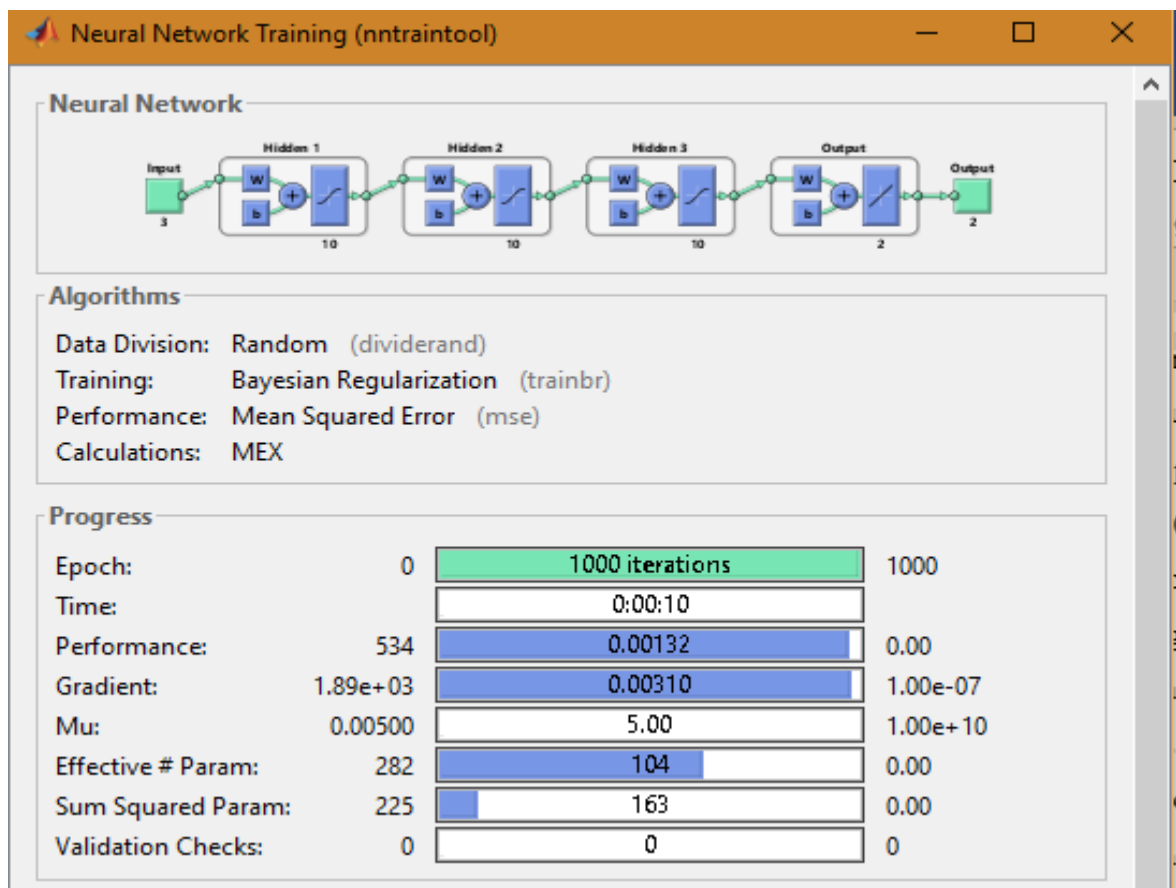 Neural Network Training (nntraintool)
Neural Network
Hidden 1 Hidden 2 Hidden 3 Output
Input Output
W W W W
b b b b
+ + + +
3 10 10 10 2 2
Algorithms
Data Division: Random (dividerand)
Training: Bayesian Regularization (trainbr)
Performance: Mean Squared Error (mse)
Calculations: MEX
Progress
Epoch: 0 1000 iterations 1000
Time: 0:00:10
Performance: 534 0.00132 0.00
Gradient: 1.89e+03 0.00310 1.00e-07
Mu: 0.00500 5.00 1.00e+10
Effective # Param: 282 104 0.00
Sum Squared Param: 225 163 0.00
Validation Checks: 0 0 0